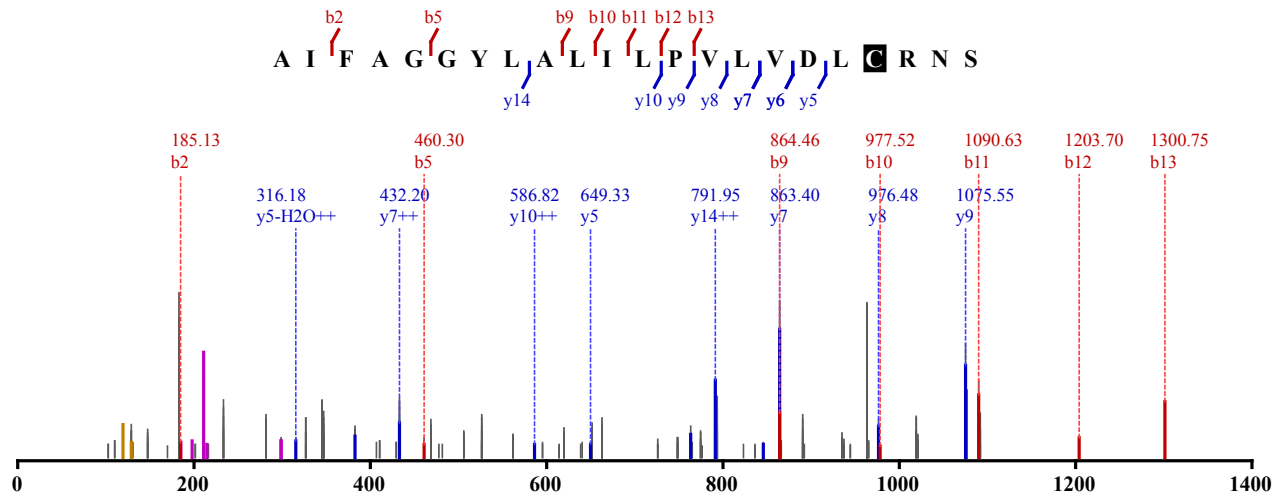 b2 b5 b9 b10 b11 b12 b13
A I F A G G Y L A L I L P V L V D L C R N S
y14 y10 y9 y8 y7 y6 y5
185.13 460.30 864.46 977.52 1090.63 1203.70 1300.75
b2 b5 b9 b10 b11 b12 b13
316.18 432.20 586.82 649.33 791.95 863.40 976.48 1075.55
y5-H2O++ y7++ y10++ y5 y14++ y7 y8 y9
0 200 400 600 800 1000 1200 1400